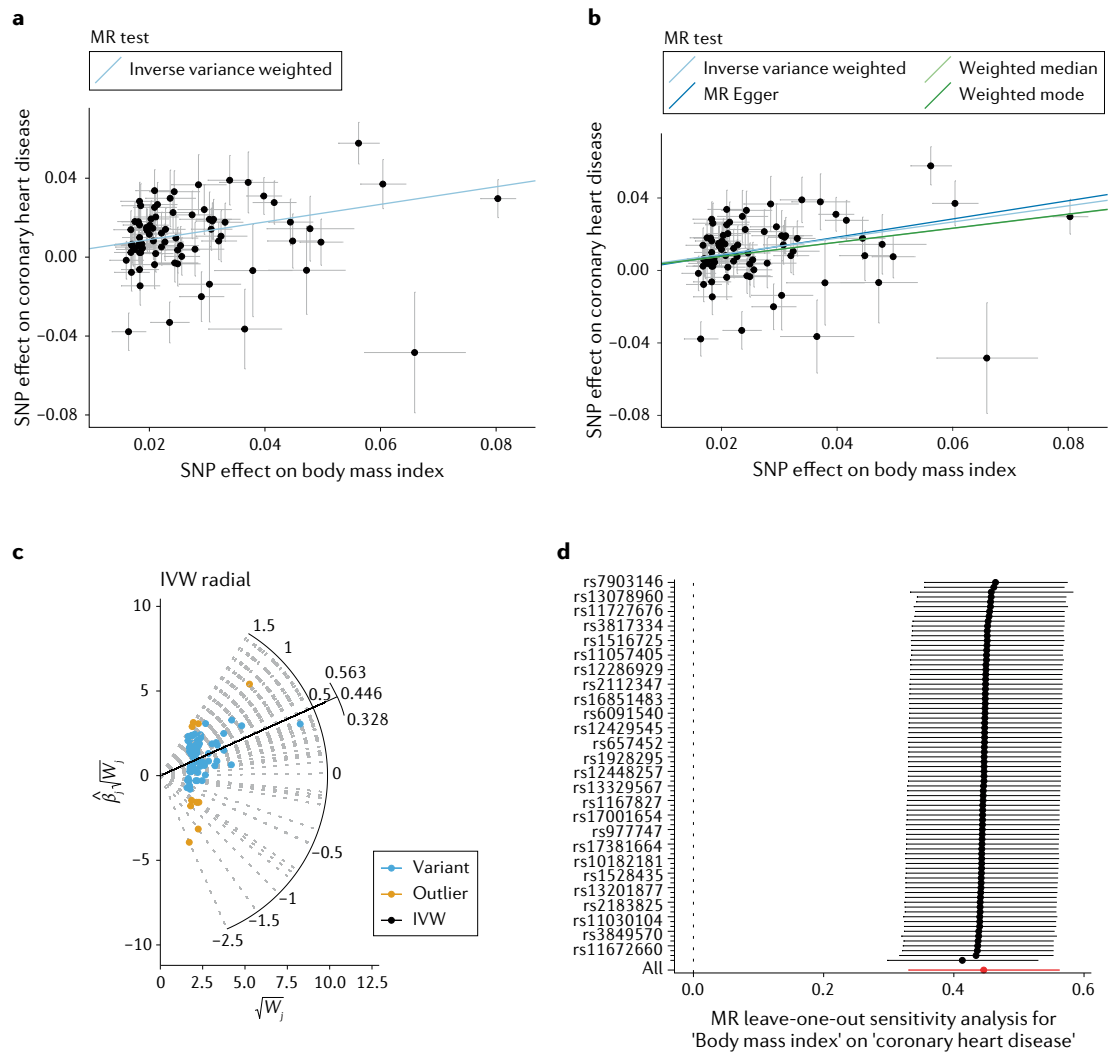 a
MR test
Inverse variance weighted
SNP effect on coronary heart disease
0.04
0.00
−0.04
−0.08
0.02
0.04
0.06
0.08
SNP effect on body mass index
b
MR test
Inverse variance weighted
Weighted median
MR Egger
Weighted mode
SNP effect on coronary heart disease
0.04
0.00
−0.04
−0.08
0.02
0.04
0.06
0.08
SNP effect on body mass index
c
IVW radial
10
5
0
−5
−10
β̂j√Wj
1.5
1
0.563
0.5
0.446
0.328
0
−0.5
−1
−1.5
−2.5
Variant
Outlier
IVW
0.0
2.5
5.0
7.5
10.0
12.5
√Wj
d
rs7903146
rs13078960
rs11727676
rs3817334
rs1516725
rs11057405
rs12286929
rs2112347
rs16851483
rs6091540
rs12429545
rs657452
rs1928295
rs12448257
rs13329567
rs1167827
rs17001654
rs977747
rs17381664
rs10182181
rs1528435
rs13201877
rs2183825
rs11030104
rs3849570
rs11672660
All
0.0
0.2
0.4
0.6
MR leave-one-out sensitivity analysis for
'Body mass index' on 'coronary heart disease'